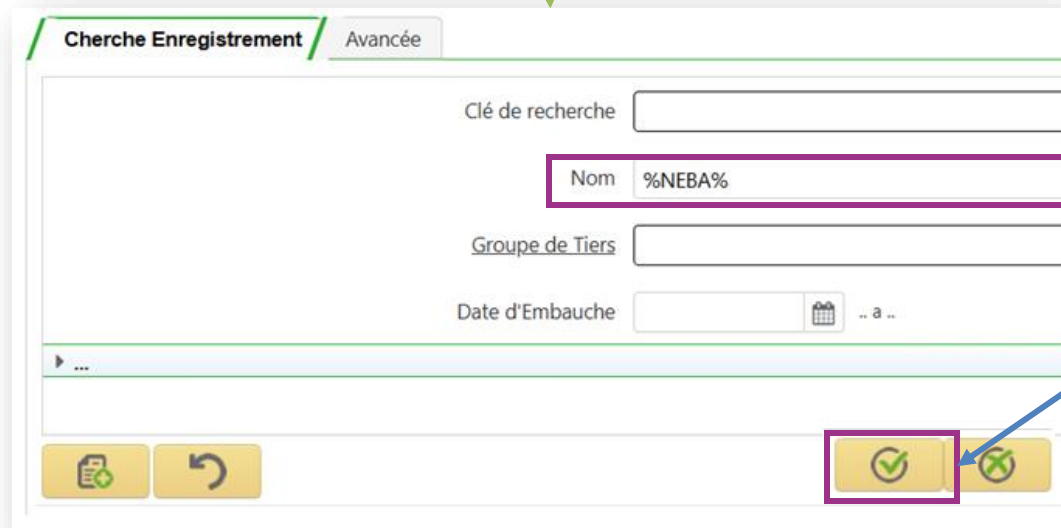 Cherche Enregistrement Avancée
Clé de recherche
Nom %NEBA%
Groupe de Tiers
Date d'Embauche .. a ..
...